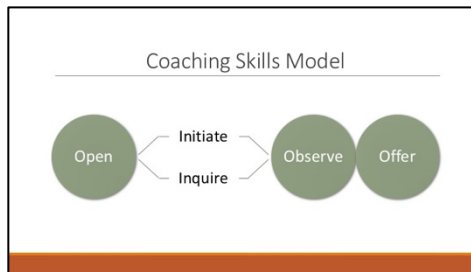 Coaching Skills Model
Open
Initiate
Inquire
Observe
Offer